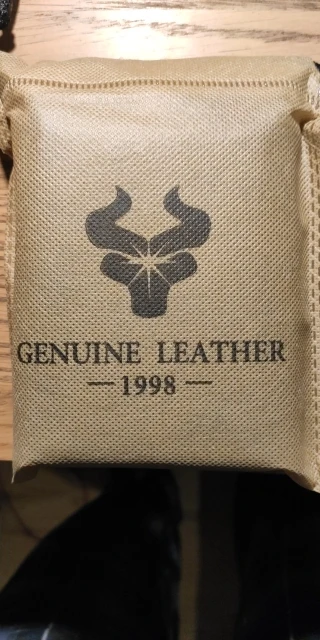 GENUINE LEATHER
— 1998 —